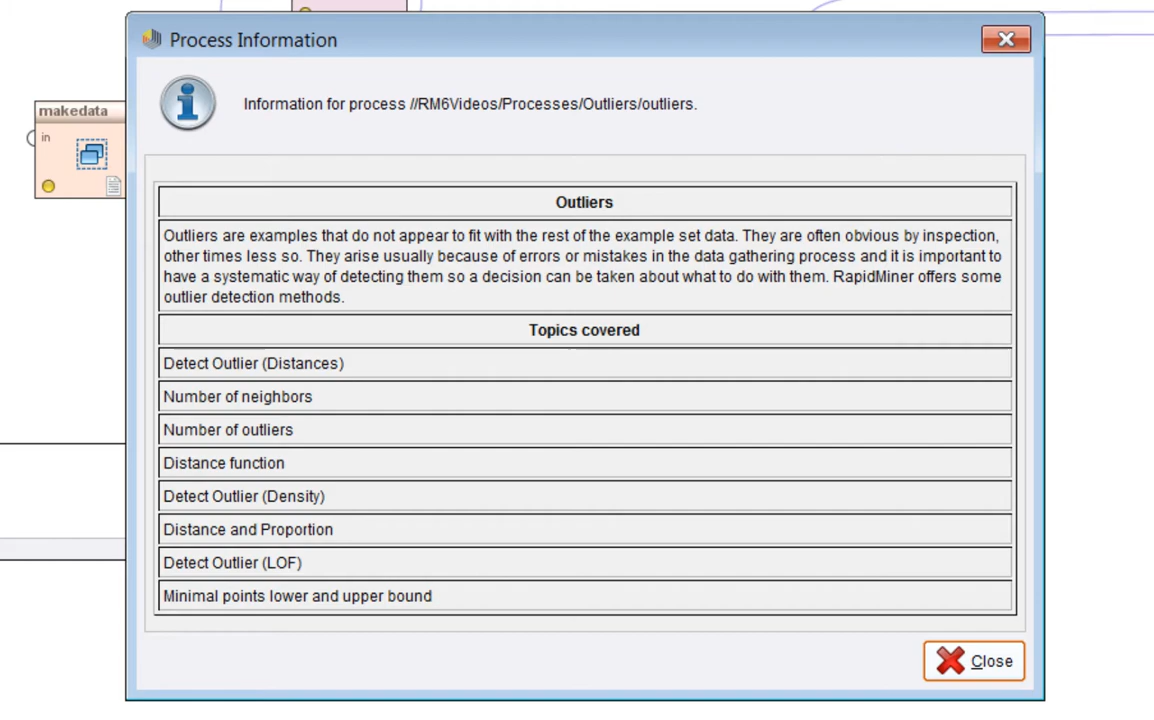 Process Information
makedata
in
Information for process //RM6Videos/Processes/Outliers/outliers.
Outliers
Outliers are examples that do not appear to fit with the rest of the example set data. They are often obvious by inspection,
other times less so. They arise usually because of errors or mistakes in the data gathering process and it is important to
have a systematic way of detecting them so a decision can be taken about what to do with them. RapidMiner offers some
outlier detection methods.
Topics covered
Detect Outlier (Distances)
Number of neighbors
Number of outliers
Distance function
Detect Outlier (Density)
Distance and Proportion
Detect Outlier (LOF)
Minimal points lower and upper bound
Close